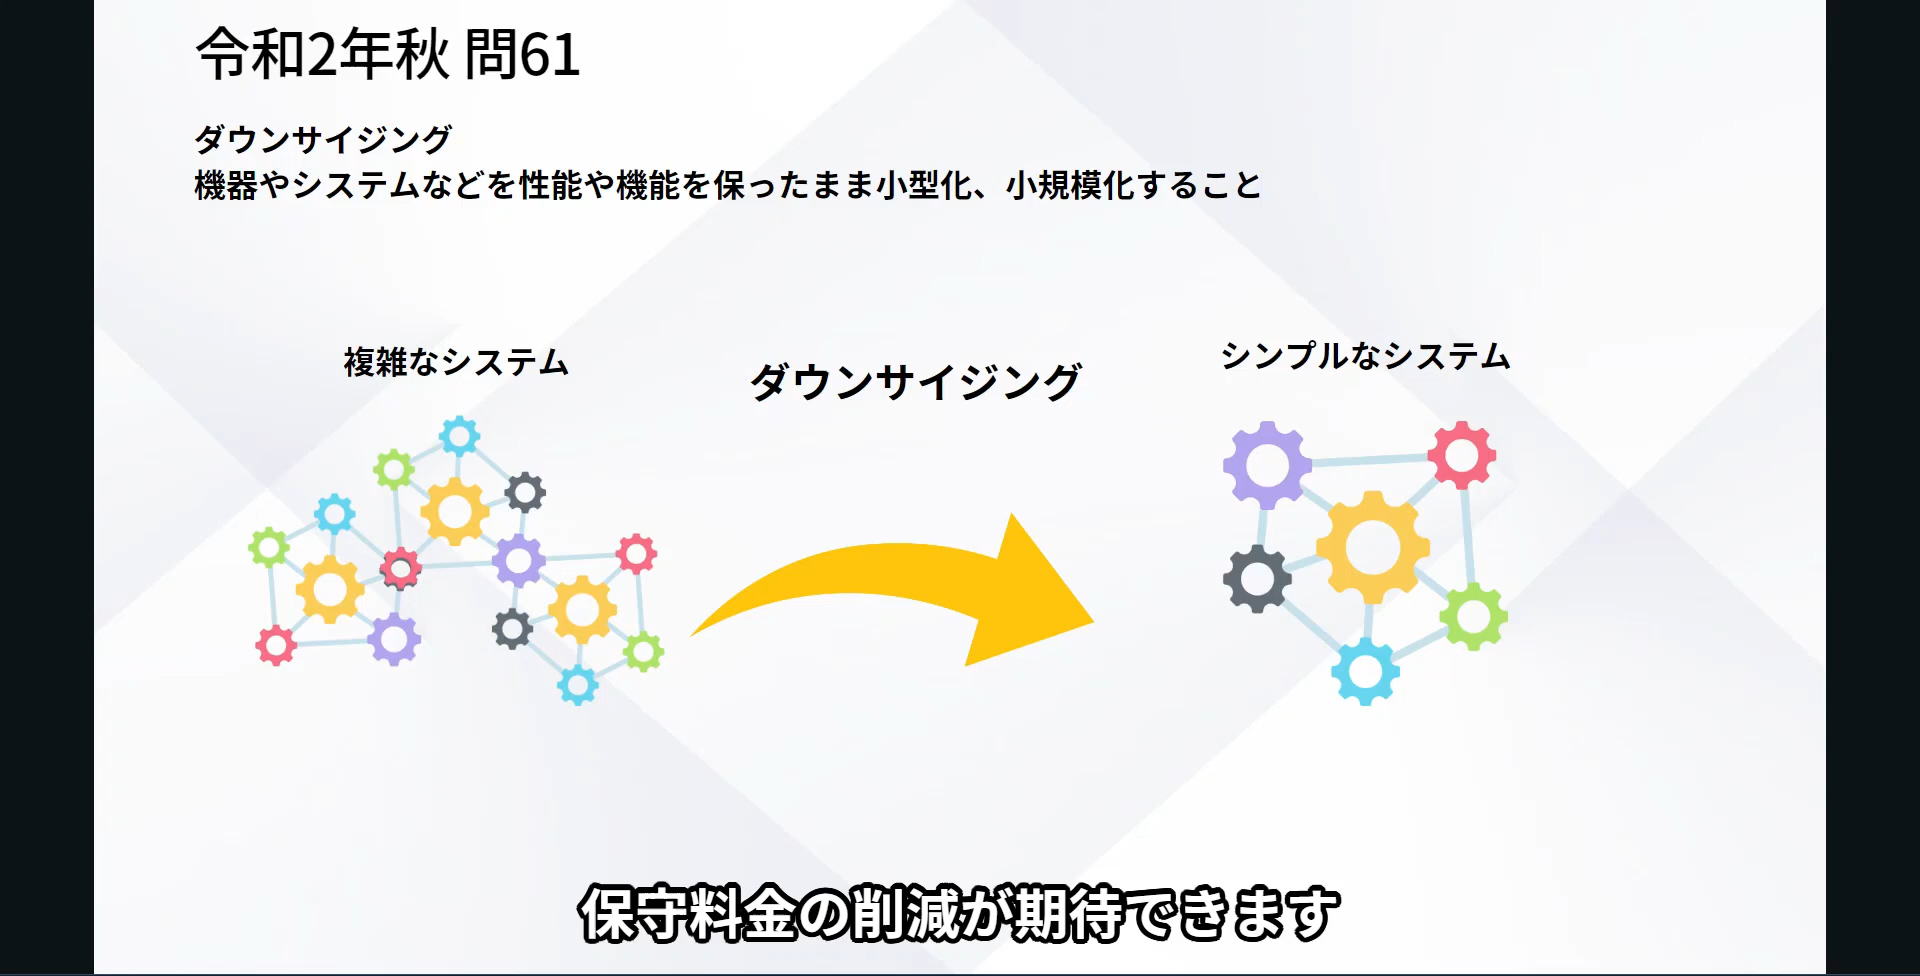 令和2年秋 問61
ダウンサイジング
機器やシステムなどを性能や機能を保ったまま小型化、小規模化すること
複雑なシステム
ダウンサイジング
シンプルなシステム
保守料金の削減が期待できます